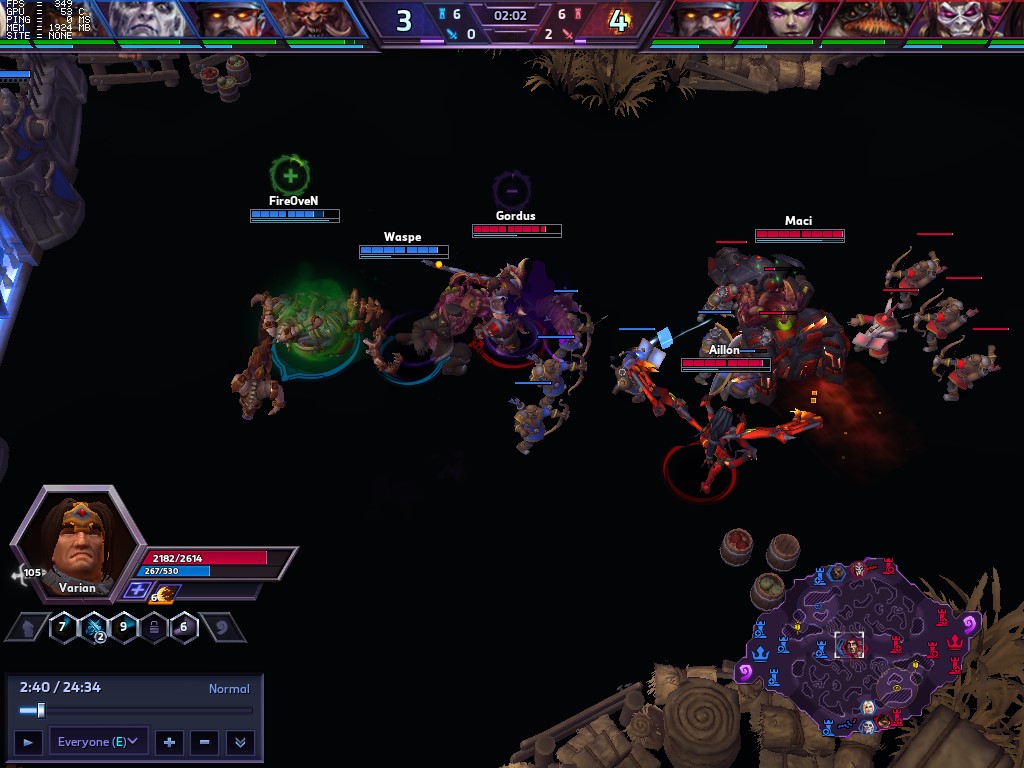 FPS = 349
GPU = 53 C
PING = 0 MS
MEM = 1924 MB
SITE = NONE
3 6 02:02 6 4
0 2
FireOveN
Gordus
Maci
Waspe
Aillon
2182/2614
267/530
105
Varian
6
7 2 9 6
2:40 / 24:34 Normal
Everyone (E)